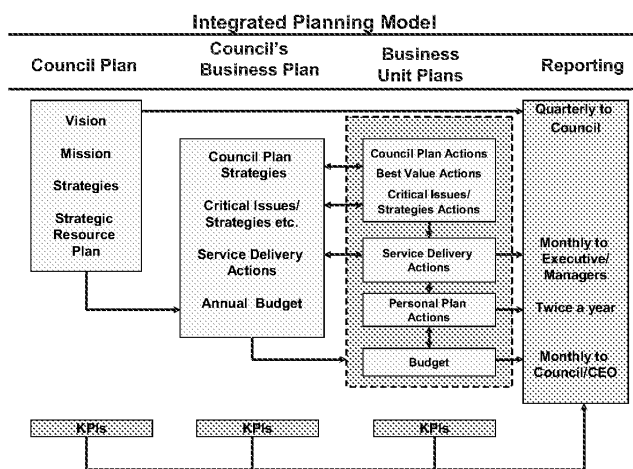 Integrated Planning Model
Council Plan
Council's
Business Plan
Business
Unit Plans
Reporting
Vision
Mission
Strategies
Strategic
Resource
Plan
Council Plan
Strategies
Critical Issues/
Strategies etc.
Service Delivery
Actions
Annual Budget
Council Plan Actions
Best Value Actions
Critical Issues/
Strategies Actions
Service Delivery
Actions
Personal Plan
Actions
Budget
Quarterly to
Council
Monthly to
Executive/
Managers
Twice a year
Monthly to
Council/CEO
KPIs
KPIs
KPIs